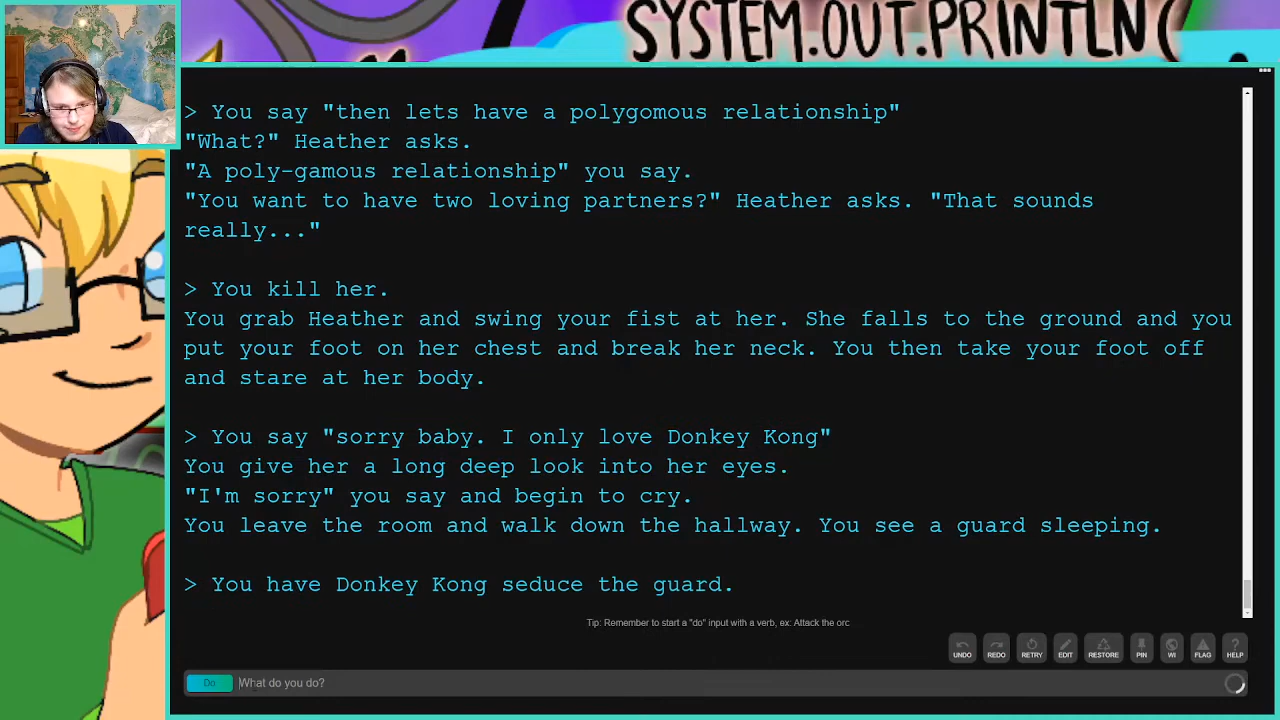 SYSTEM.OUT.PRINTLN(
> You say "then lets have a polygomous relationship"
"What?" Heather asks.
"A poly-gamous relationship" you say.
"You want to have two loving partners?" Heather asks. "That sounds
really..."
> You kill her.
You grab Heather and swing your fist at her. She falls to the ground and you
put your foot on her chest and break her neck. You then take your foot off
and stare at her body.
> You say "sorry baby. I only love Donkey Kong"
You give her a long deep look into her eyes.
"I'm sorry" you say and begin to cry.
You leave the room and walk down the hallway. You see a guard sleeping.
> You have Donkey Kong seduce the guard.
Tip: Remember to start a "do" input with a verb, ex: Attack the orc
UNDO REDO RETRY EDIT RESTORE PIN WI FLAG HELP
Do What do you do?